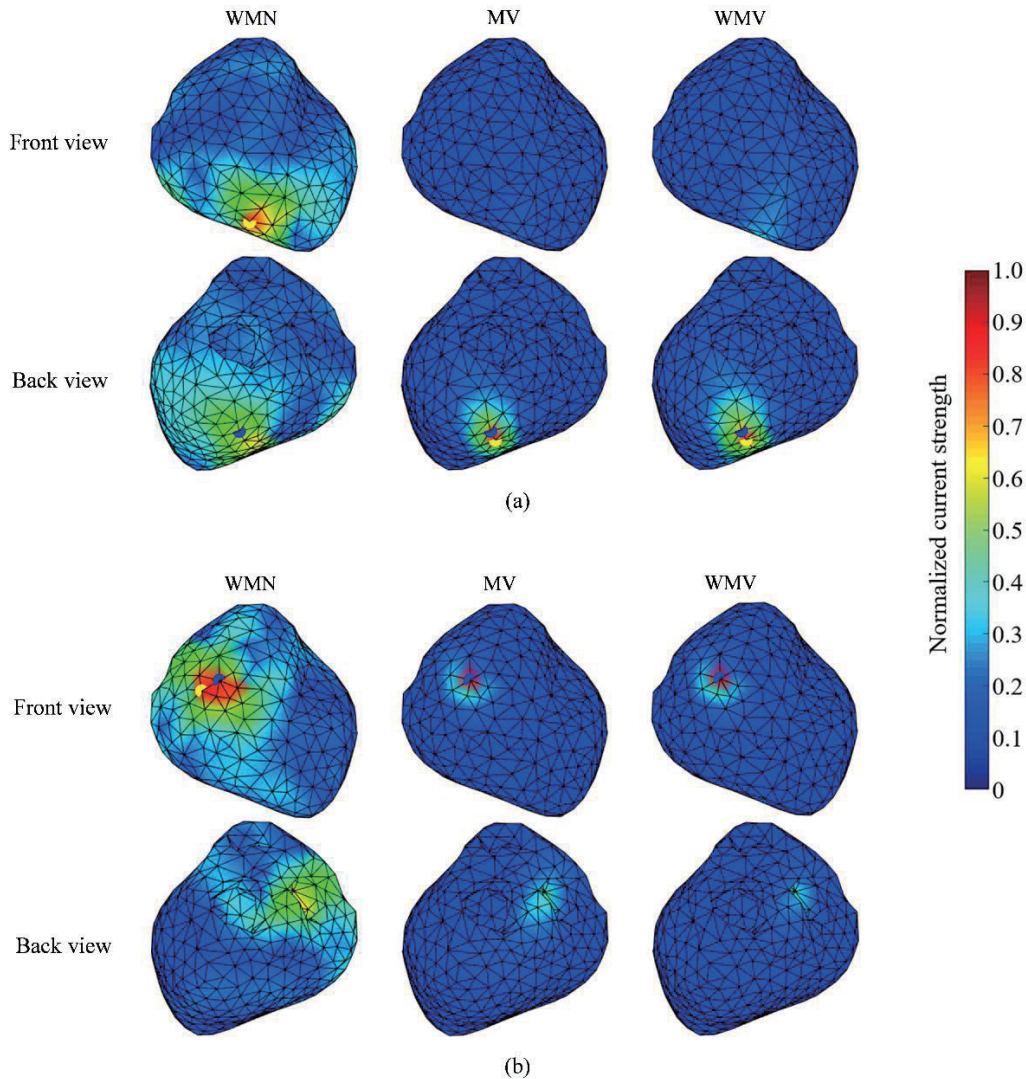 WMN MV WMV
Front view
Back view
(a)
WMN MV WMV
Front view
Back view
(b)
1.0
0.9
0.8
0.7
0.6
0.5
0.4
0.3
0.2
0.1
0
Normalized current strength